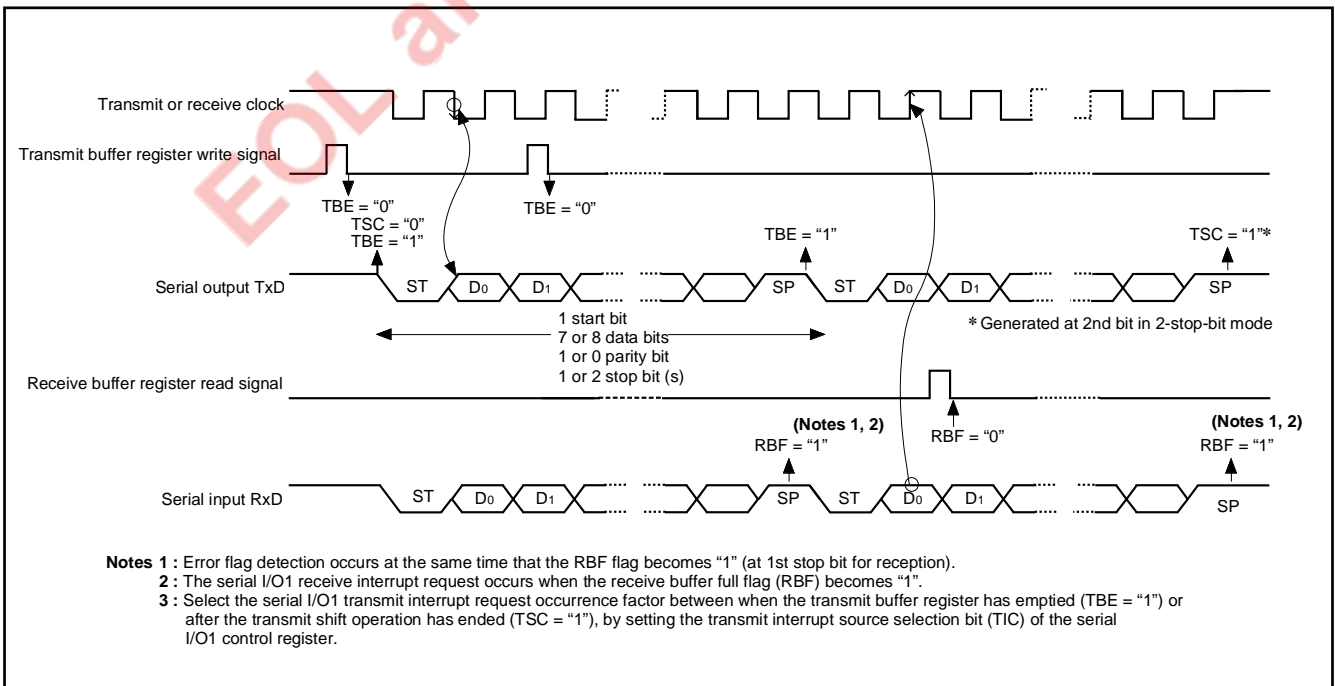 EOL an
Transmit or receive clock
Transmit buffer register write signal
TBE = “0”
TSC = “0”
TBE = “1”
TBE = “0”
TBE = “1”
TSC = “1”*
Serial output TxD
ST D0 D1 SP ST D0 D1 SP
1 start bit
7 or 8 data bits
1 or 0 parity bit
1 or 2 stop bit (s)
* Generated at 2nd bit in 2-stop-bit mode
Receive buffer register read signal
RBF = “0”
(Notes 1, 2)
RBF = “1”
(Notes 1, 2)
RBF = “1”
Serial input RxD
ST D0 D1 SP ST D0 D1 SP
Notes 1 : Error flag detection occurs at the same time that the RBF flag becomes “1” (at 1st stop bit for reception).
2 : The serial I/O1 receive interrupt request occurs when the receive buffer full flag (RBF) becomes “1”.
3 : Select the serial I/O1 transmit interrupt request occurrence factor between when the transmit buffer register has emptied (TBE = “1”) or
after the transmit shift operation has ended (TSC = “1”), by setting the transmit interrupt source selection bit (TIC) of the serial
I/O1 control register.